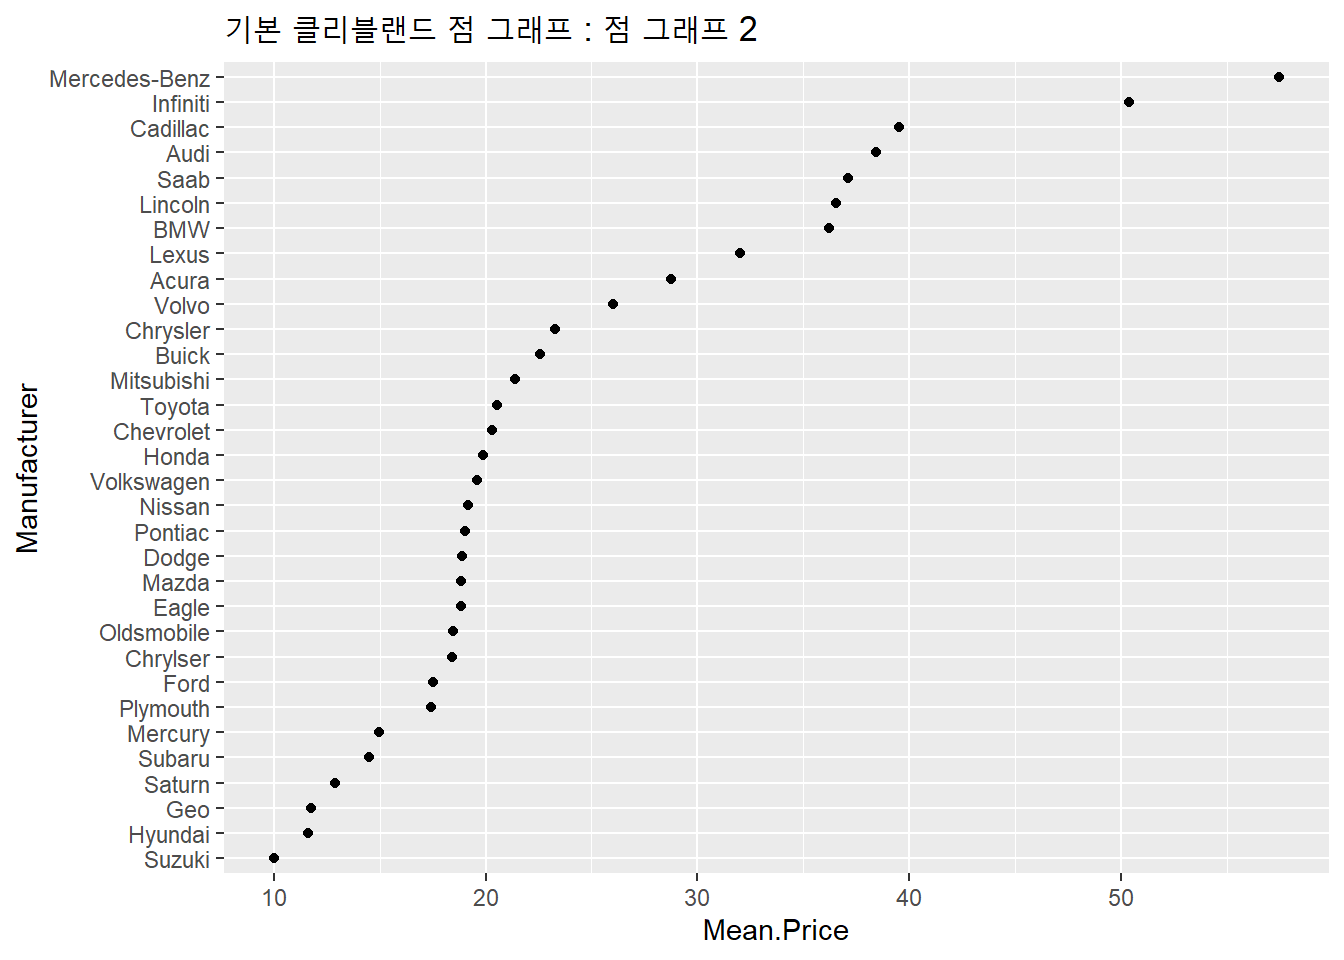 기본 클리블랜드 점 그래프 : 점 그래프 2
Manufacturer
Mercedes-Benz
Infiniti
Cadillac
Audi
Saab
Lincoln
BMW
Lexus
Acura
Volvo
Chrysler
Buick
Mitsubishi
Toyota
Chevrolet
Honda
Volkswagen
Nissan
Pontiac
Dodge
Mazda
Eagle
Oldsmobile
Chrylser
Ford
Plymouth
Mercury
Subaru
Saturn
Geo
Hyundai
Suzuki
10 20 30 40 50
Mean.Price